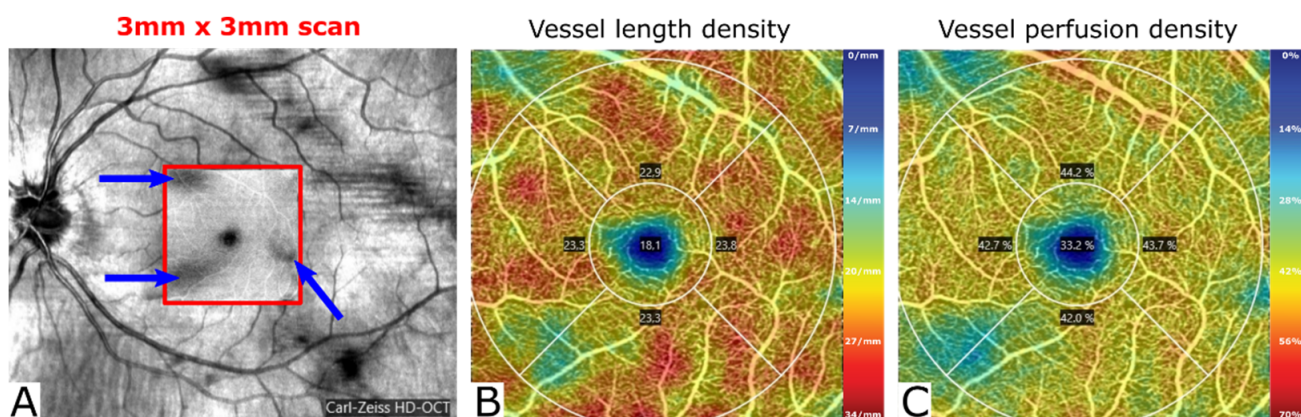 3mm x 3mm scan
Vessel length density
Vessel perfusion density
A
Carl-Zeiss HD-OCT
B
22.9
23.3
18.1
23.8
23.3
0/mm
7/mm
14/mm
20/mm
27/mm
34/mm
C
44.2 %
42.7 %
33.2 %
43.7 %
42.0 %
0%
14%
28%
42%
56%
70%